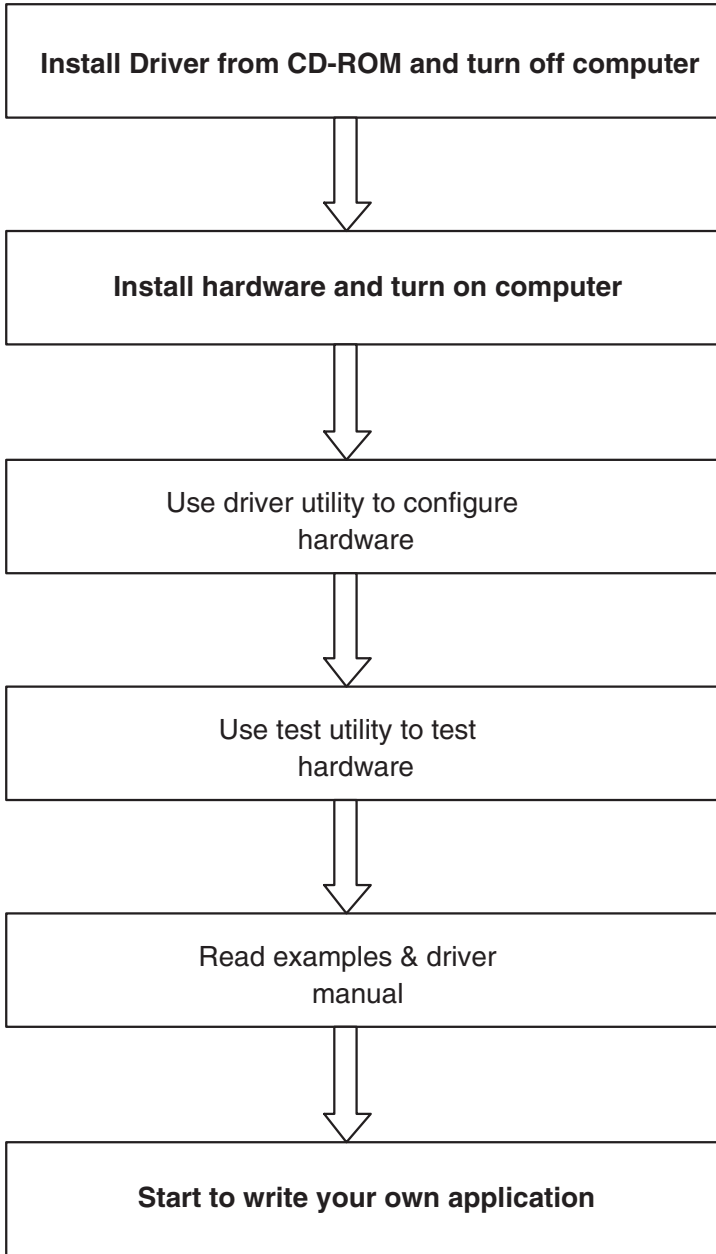 Install Driver from CD-ROM and turn off computer
Install hardware and turn on computer
Use driver utility to configure
hardware
Use test utility to test
hardware
Read examples & driver
manual
Start to write your own application